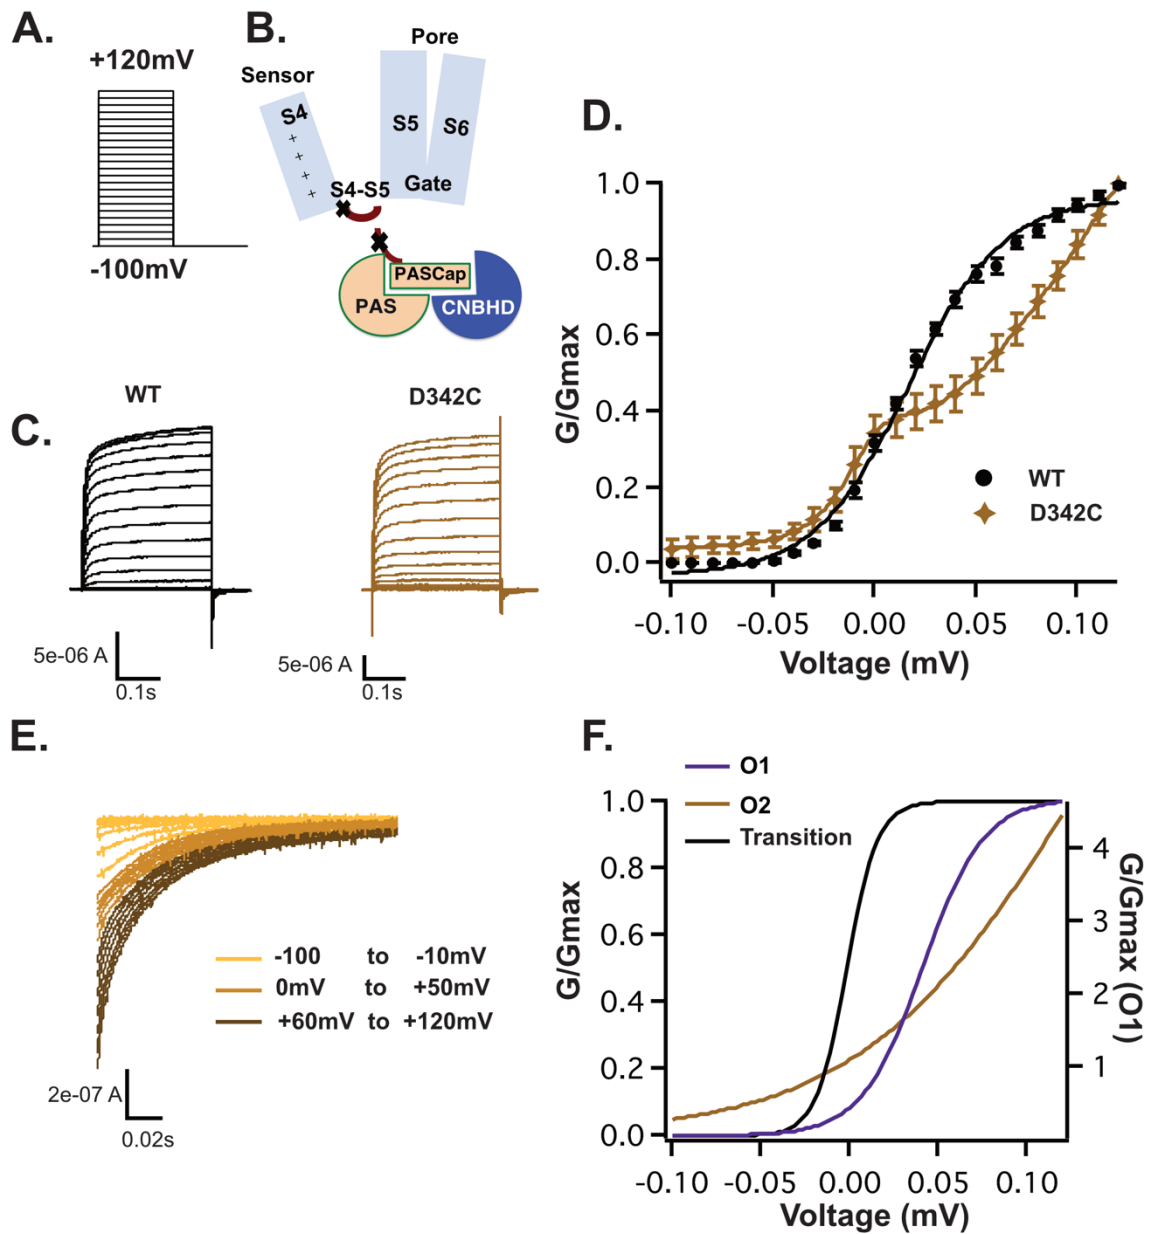 A.
+120mV
-100mV
B.
Pore
Sensor
S4
+
+
+
+
S5
S6
S4-S5
Gate
PASCap
PAS
CNBHD
C.
WT
D342C
5e-06 A
0.1s
5e-06 A
0.1s
D.
1.0
0.8
0.6
0.4
0.2
0.0
G/Gmax
WT
D342C
-0.10 -0.05 0.00 0.05 0.10
Voltage (mV)
E.
-100 to -10mV
0mV to +50mV
+60mV to +120mV
2e-07 A
0.02s
F.
O1
O2
Transition
1.0
0.8
0.6
0.4
0.2
0.0
G/Gmax
4
3
2
1
G/Gmax (O1)
-0.10 -0.05 0.00 0.05 0.10
Voltage (mV)